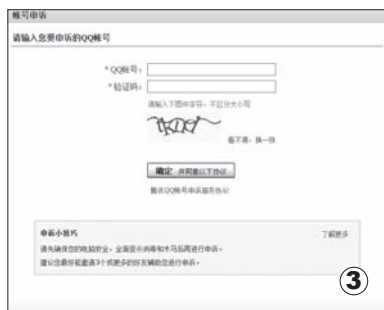 账号申诉
请输入您要申诉的QQ账号
*QQ账号：
*验证码：
请输入下图中字符，不区分大小写
看不清，换一张
确定 并同意以下协议
腾讯QQ账号申诉服务协议
申诉小技巧 了解更多
请先确保您的电脑安全，全面查杀病毒和木马后再进行申诉。
建议您最好能邀请3个或更多的好友辅助您进行申诉。
③